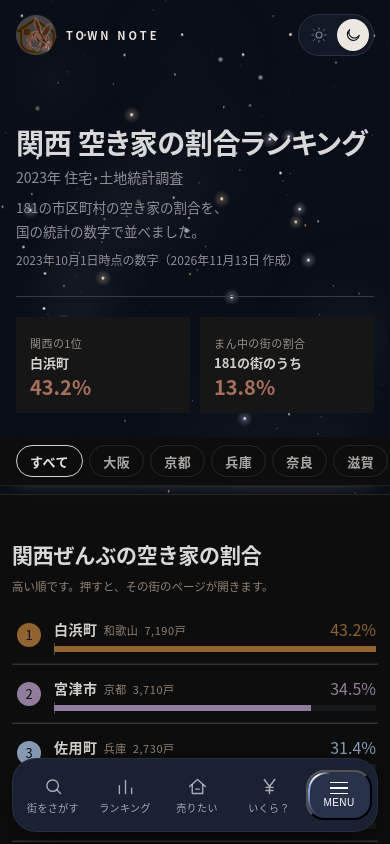 TOWN NOTE
関西 空き家の割合ランキング
2023年 住宅・土地統計調査
181の市区町村の空き家の割合を、
国の統計の数字で並べました。
2023年10月1日時点の数字（2026年11月13日 作成）
関西の1位
白浜町
43.2%
まん中の街の割合
181の街のうち
13.8%
すべて 大阪 京都 兵庫 奈良 滋賀
関西ぜんぶの空き家の割合
高い順です。押すと、その街のページが開きます。
1 白浜町 和歌山 7,190戸 43.2%
2 宮津市 京都 3,710戸 34.5%
3 佐用町 兵庫 2,730戸 31.4%
街をさがす ランキング 売りたい いくら？ MENU